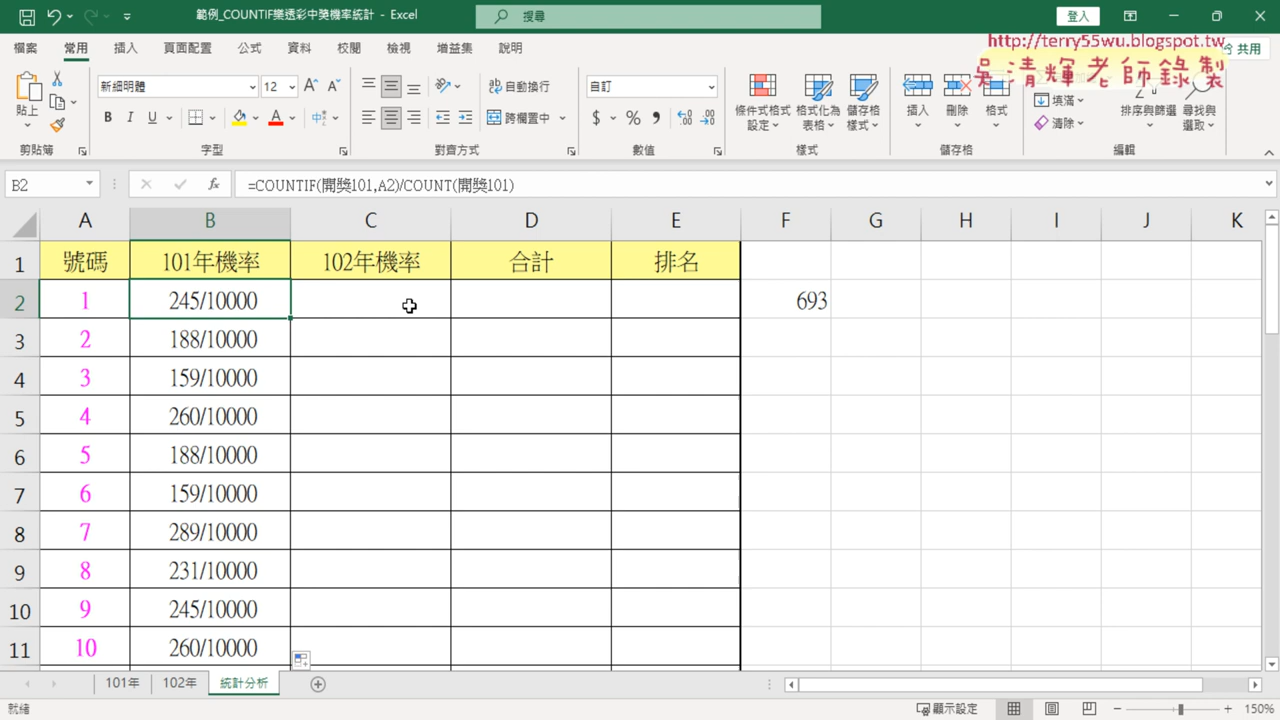 範例_COUNTIF樂透彩中獎機率統計 - Excel
搜尋
登入
檔案 常用 插入 頁面配置 公式 資料 校閱 檢視 增益集 說明
共用
http://terry55wu.blogspot.tw
吳清輝老師錄製
貼上
新細明體 12
B I U
自動換行
跨欄置中
自訂
$ % ,
條件式格式設定
格式化為表格
儲存格樣式
插入 刪除 格式
填滿
清除
排序與篩選
尋找與選取
剪貼簿 字型 對齊方式 數值 樣式 儲存格 編輯
B2 fx =COUNTIF(開獎101,A2)/COUNT(開獎101)
A B C D E F G H I J K
1 號碼 101年機率 102年機率 合計 排名
2 1 245/10000 693
3 2 188/10000
4 3 159/10000
5 4 260/10000
6 5 188/10000
7 6 159/10000
8 7 289/10000
9 8 231/10000
10 9 245/10000
11 10 260/10000
101年 102年 統計分析
就緒 顯示設定 150%